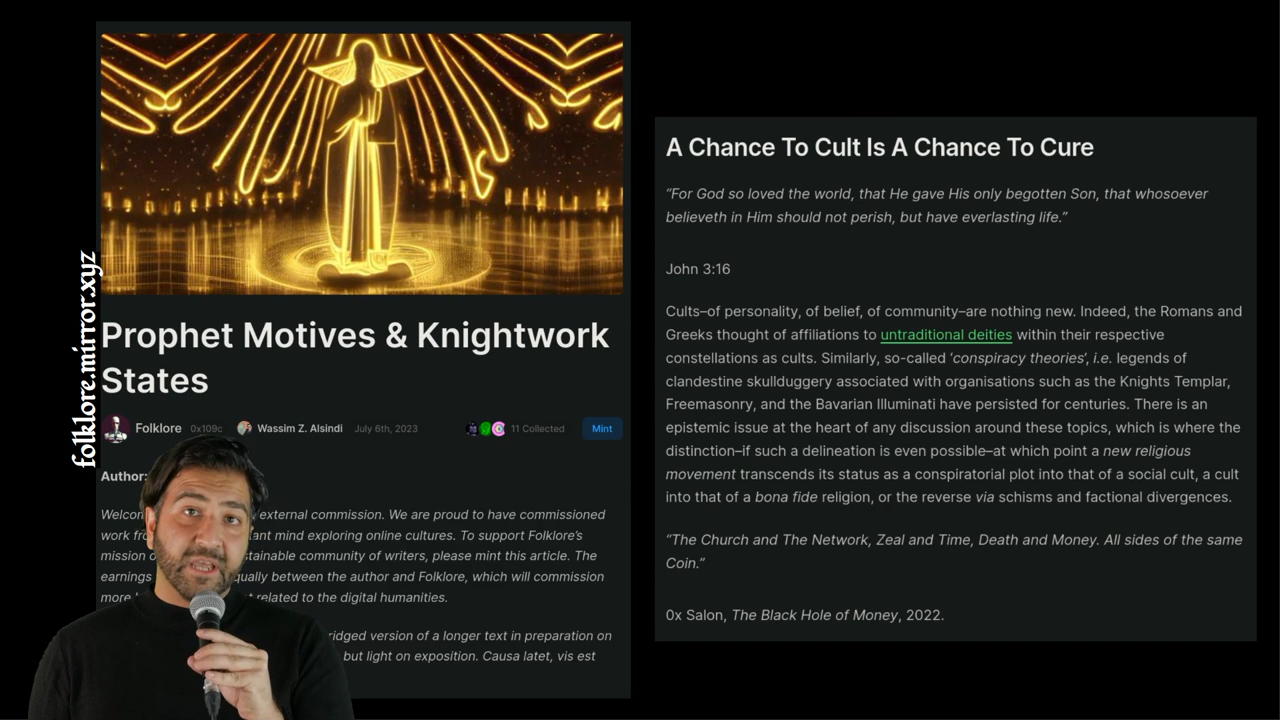 folklore.mirror.xyz
Prophet Motives & Knightwork
States
Folklore 0x109c Wassim Z. Alsindi July 6th, 2023 11 Collected Mint
Author:
external commission. We are proud to have commissioned
work mind exploring online cultures. To support Folklore's
mission community of writers, please mint this article. The
earnings between the author and Folklore, which will commission
more related to the digital humanities.
version of a longer text in preparation on
but light on exposition. Causa latet, vis est
A Chance To Cult Is A Chance To Cure
“For God so loved the world, that He gave His only begotten Son, that whosoever
believeth in Him should not perish, but have everlasting life.”
John 3:16
Cults–of personality, of belief, of community–are nothing new. Indeed, the Romans and
Greeks thought of affiliations to untraditional deities within their respective
constellations as cults. Similarly, so-called ‘conspiracy theories’, i.e. legends of
clandestine skullduggery associated with organisations such as the Knights Templar,
Freemasonry, and the Bavarian Illuminati have persisted for centuries. There is an
epistemic issue at the heart of any discussion around these topics, which is where the
distinction–if such a delineation is even possible–at which point a new religious
movement transcends its status as a conspiratorial plot into that of a social cult, a cult
into that of a bona fide religion, or the reverse via schisms and factional divergences.
“The Church and The Network, Zeal and Time, Death and Money. All sides of the same
Coin.”
0x Salon, The Black Hole of Money, 2022.